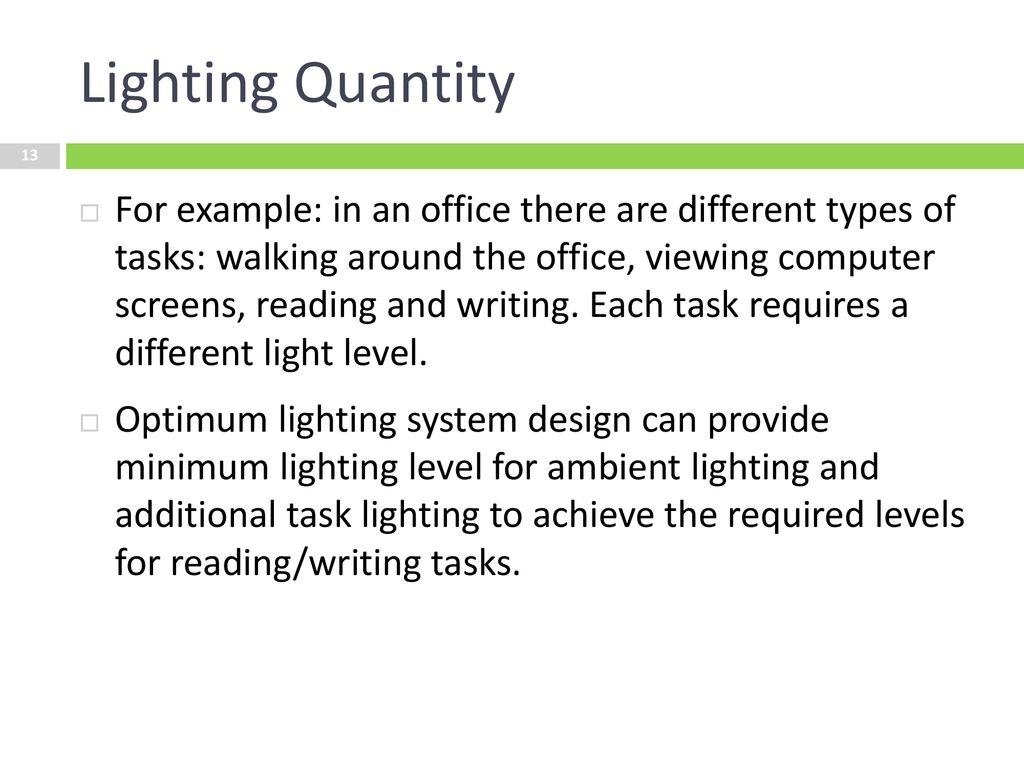 Lighting Quantity
13
For example: in an office there are different types of
tasks: walking around the office, viewing computer
screens, reading and writing. Each task requires a
different light level.
Optimum lighting system design can provide
minimum lighting level for ambient lighting and
additional task lighting to achieve the required levels
for reading/writing tasks.